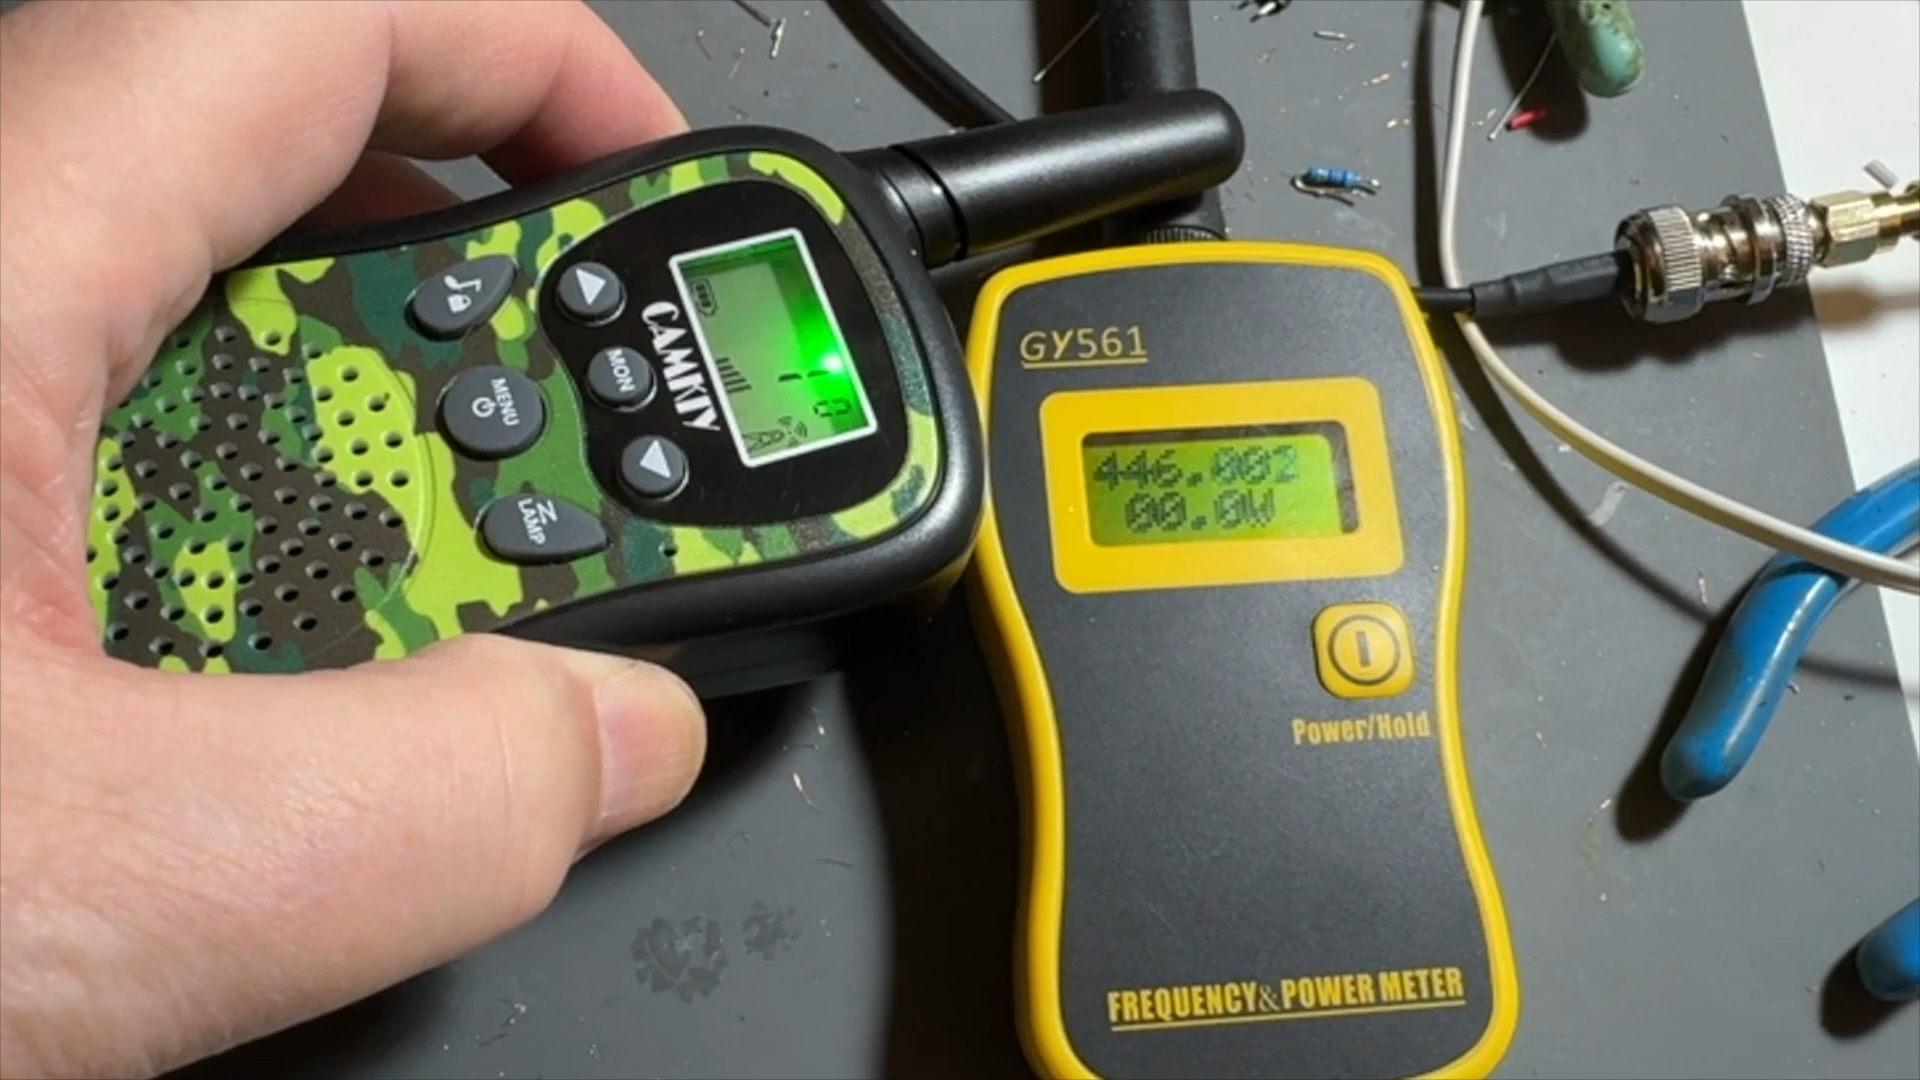 MENU
MON
Z
LAMP
CAMKIY
GY561
446.002
00.0W
Power/Hold
FREQUENCY&POWER METER